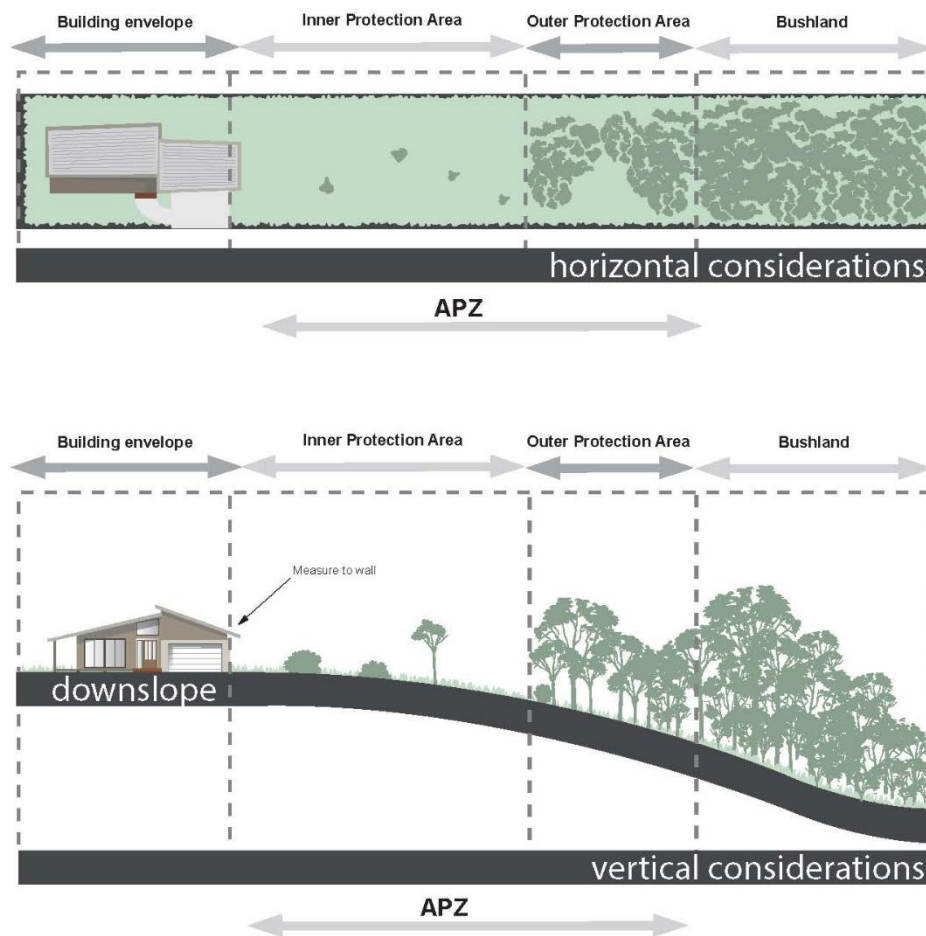 Building envelope
Inner Protection Area
Outer Protection Area
Bushland
horizontal considerations
APZ
Building envelope
Inner Protection Area
Outer Protection Area
Bushland
Measure to wall
downslope
vertical considerations
APZ